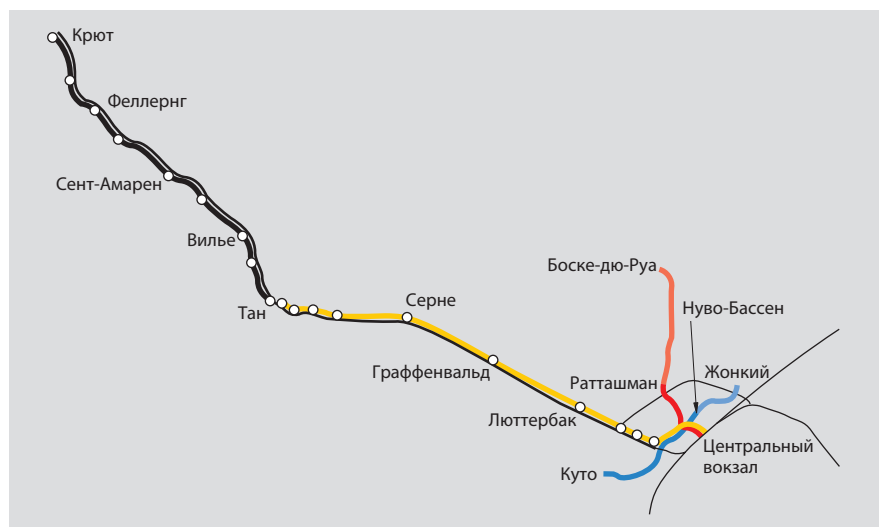 Крют
Феллернг
Сент-Амарен
Вилье
Тан
Серне
Граффенвальд
Люттербак
Боске-дю-Руа
Нуво-Бассен
Ратташман
Жонкий
Центральный
вокзал
Куто